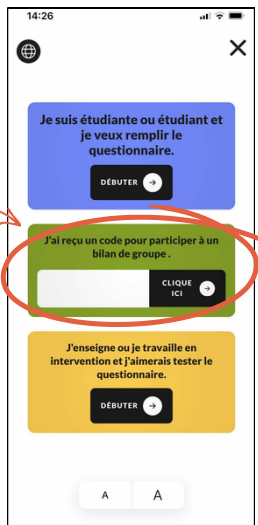 14:26
Je suis étudiante ou étudiant et
je veux remplir le
questionnaire.
DÉBUTER
J'ai reçu un code pour participer à un
bilan de groupe .
CLIQUE
ICI
J'enseigne ou je travaille en
intervention et j'aimerais tester le
questionnaire.
DÉBUTER
A A